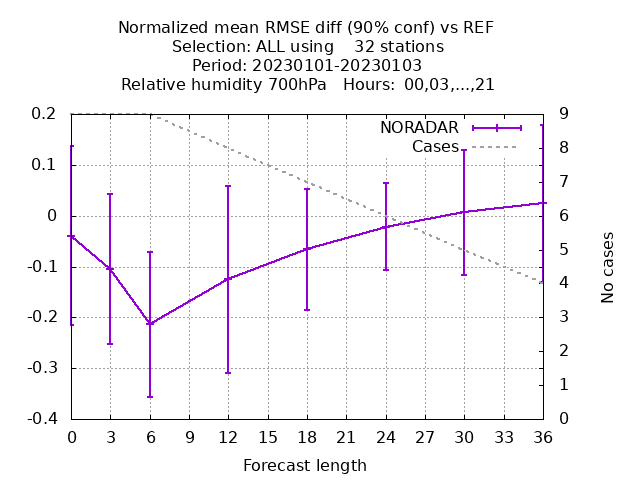 Normalized mean RMSE diff (90% conf) vs REF
Selection: ALL using    32 stations
Period: 20230101-20230103
Relative humidity 700hPa   Hours: 00,03,...,21
NORADAR
Cases
0.2
0.1
0
-0.1
-0.2
-0.3
-0.4
9
8
7
6
5
4
3
2
1
0
No cases
0 3 6 9 12 15 18 21 24 27 30 33 36
Forecast length